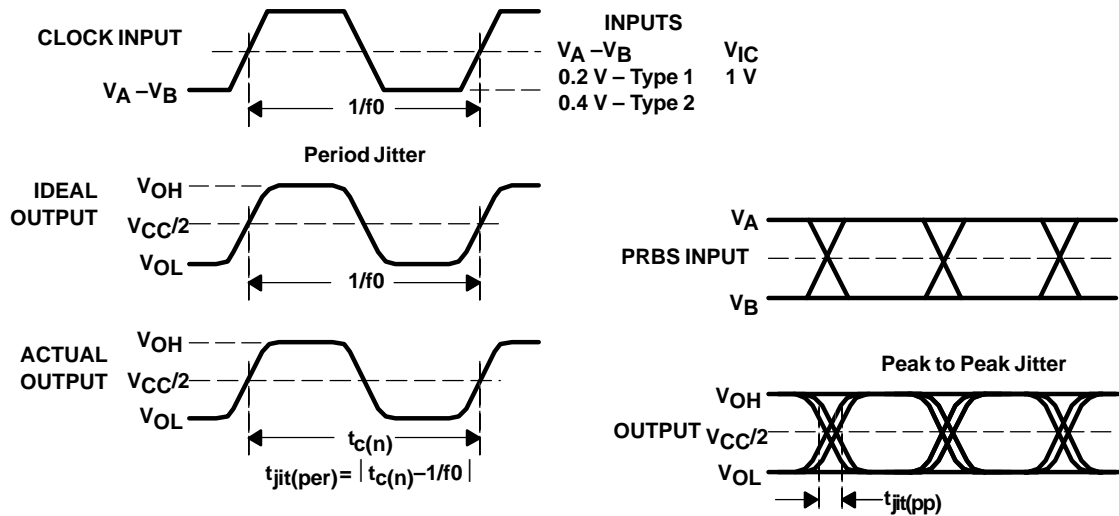 CLOCK INPUT
VA –VB
1/f0
INPUTS
VA –VB VIC
0.2 V – Type 1 1 V
0.4 V – Type 2
Period Jitter
IDEAL
OUTPUT
VOH
VCC/2
VOL
1/f0
ACTUAL
OUTPUT
VOH
VCC/2
VOL
tc(n)
tjit(per)= | tc(n)–1/f0 |
VA
PRBS INPUT
VB
Peak to Peak Jitter
VOH
OUTPUT VCC/2
VOL
tjit(pp)